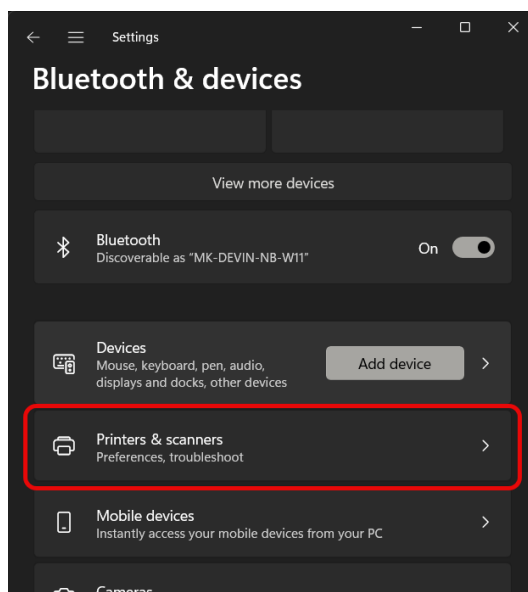 Settings
Bluetooth & devices
View more devices
Bluetooth
Discoverable as "MK-DEVIN-NB-W11"
On
Devices
Mouse, keyboard, pen, audio,
displays and docks, other devices
Add device
Printers & scanners
Preferences, troubleshoot
Mobile devices
Instantly access your mobile devices from your PC
Cameras